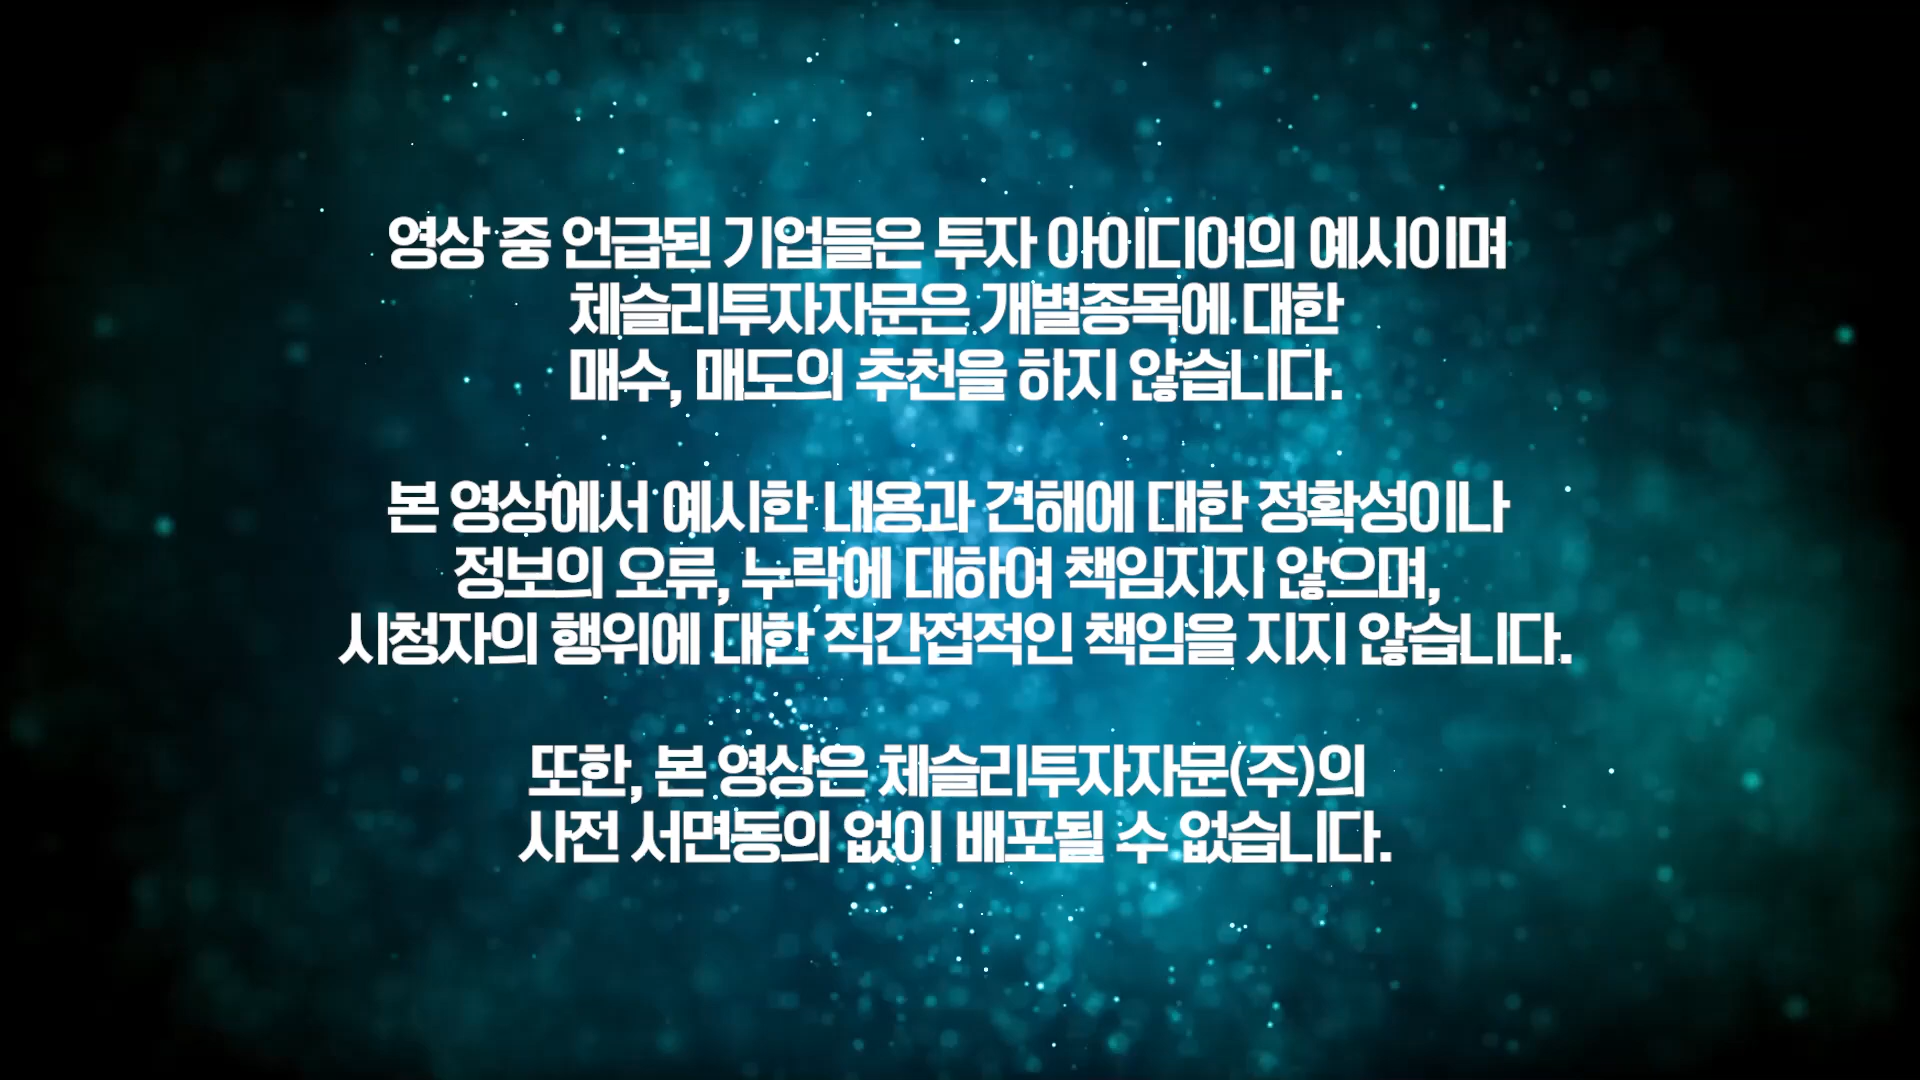 영상 중 언급된 기업들은 투자 아이디어의 예시이며
체슬리투자자문은 개별종목에 대한
매수, 매도의 추천을 하지 않습니다.
본 영상에서 예시한 내용과 견해에 대한 정확성이나
정보의 오류, 누락에 대하여 책임지지 않으며,
시청자의 행위에 대한 직간접적인 책임을 지지 않습니다.
또한, 본 영상은 체슬리투자자문(주)의
사전 서면동의 없이 배포될 수 없습니다.